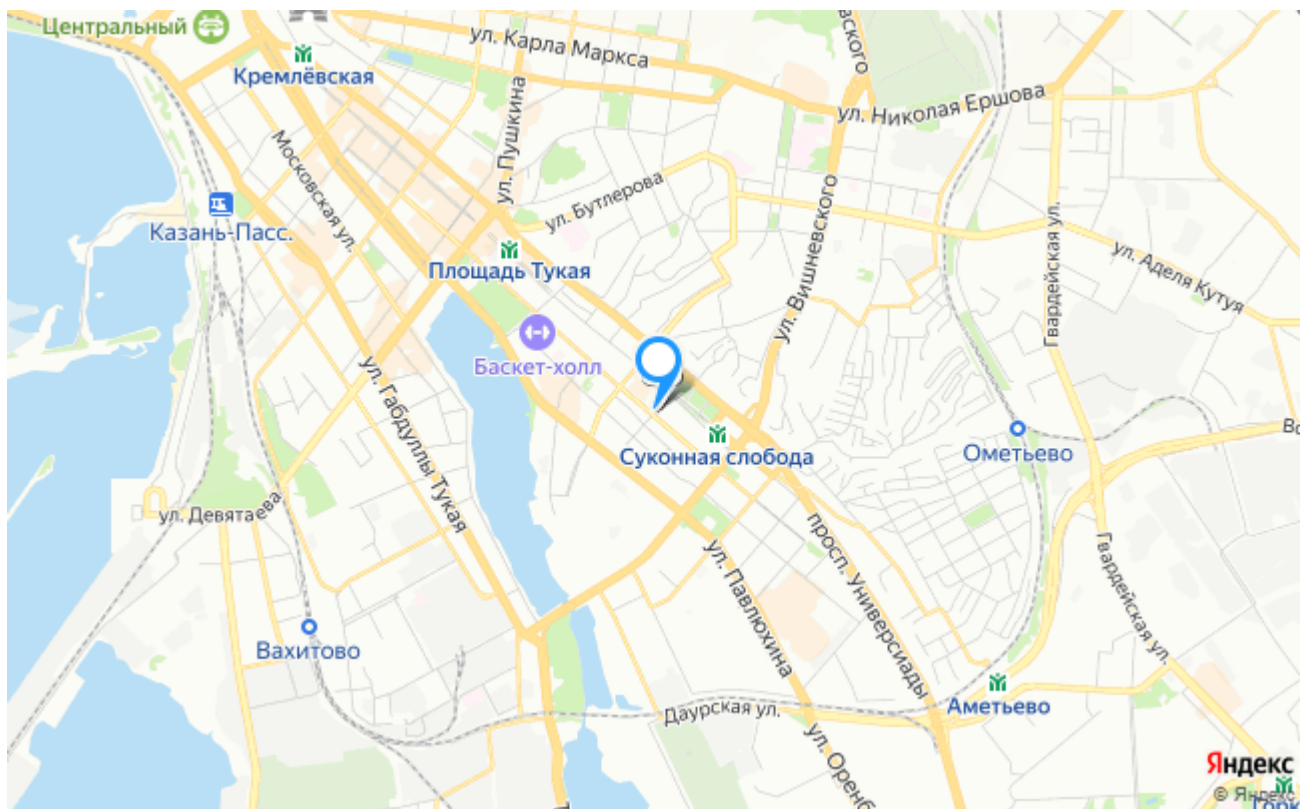 Центральный
Кремлёвская
ул. Карла Маркса
ул. Николая Ершова
ул. Пушкина
Московская ул.
Казань-Пасс.
ул. Бутлерова
Площадь Тукая
ул. Вишневского
Гвардейская ул.
ул. Аделя Кутуя
Баскет-холл
ул. Габдуллы Тукая
Суконная слобода
Ометьево
ул. Девятаева
просп. Универсиады
ул. Павлюхина
Гвардейская ул.
Вахитово
Аметьево
Даурская ул.
Яндекс
© Яндекс